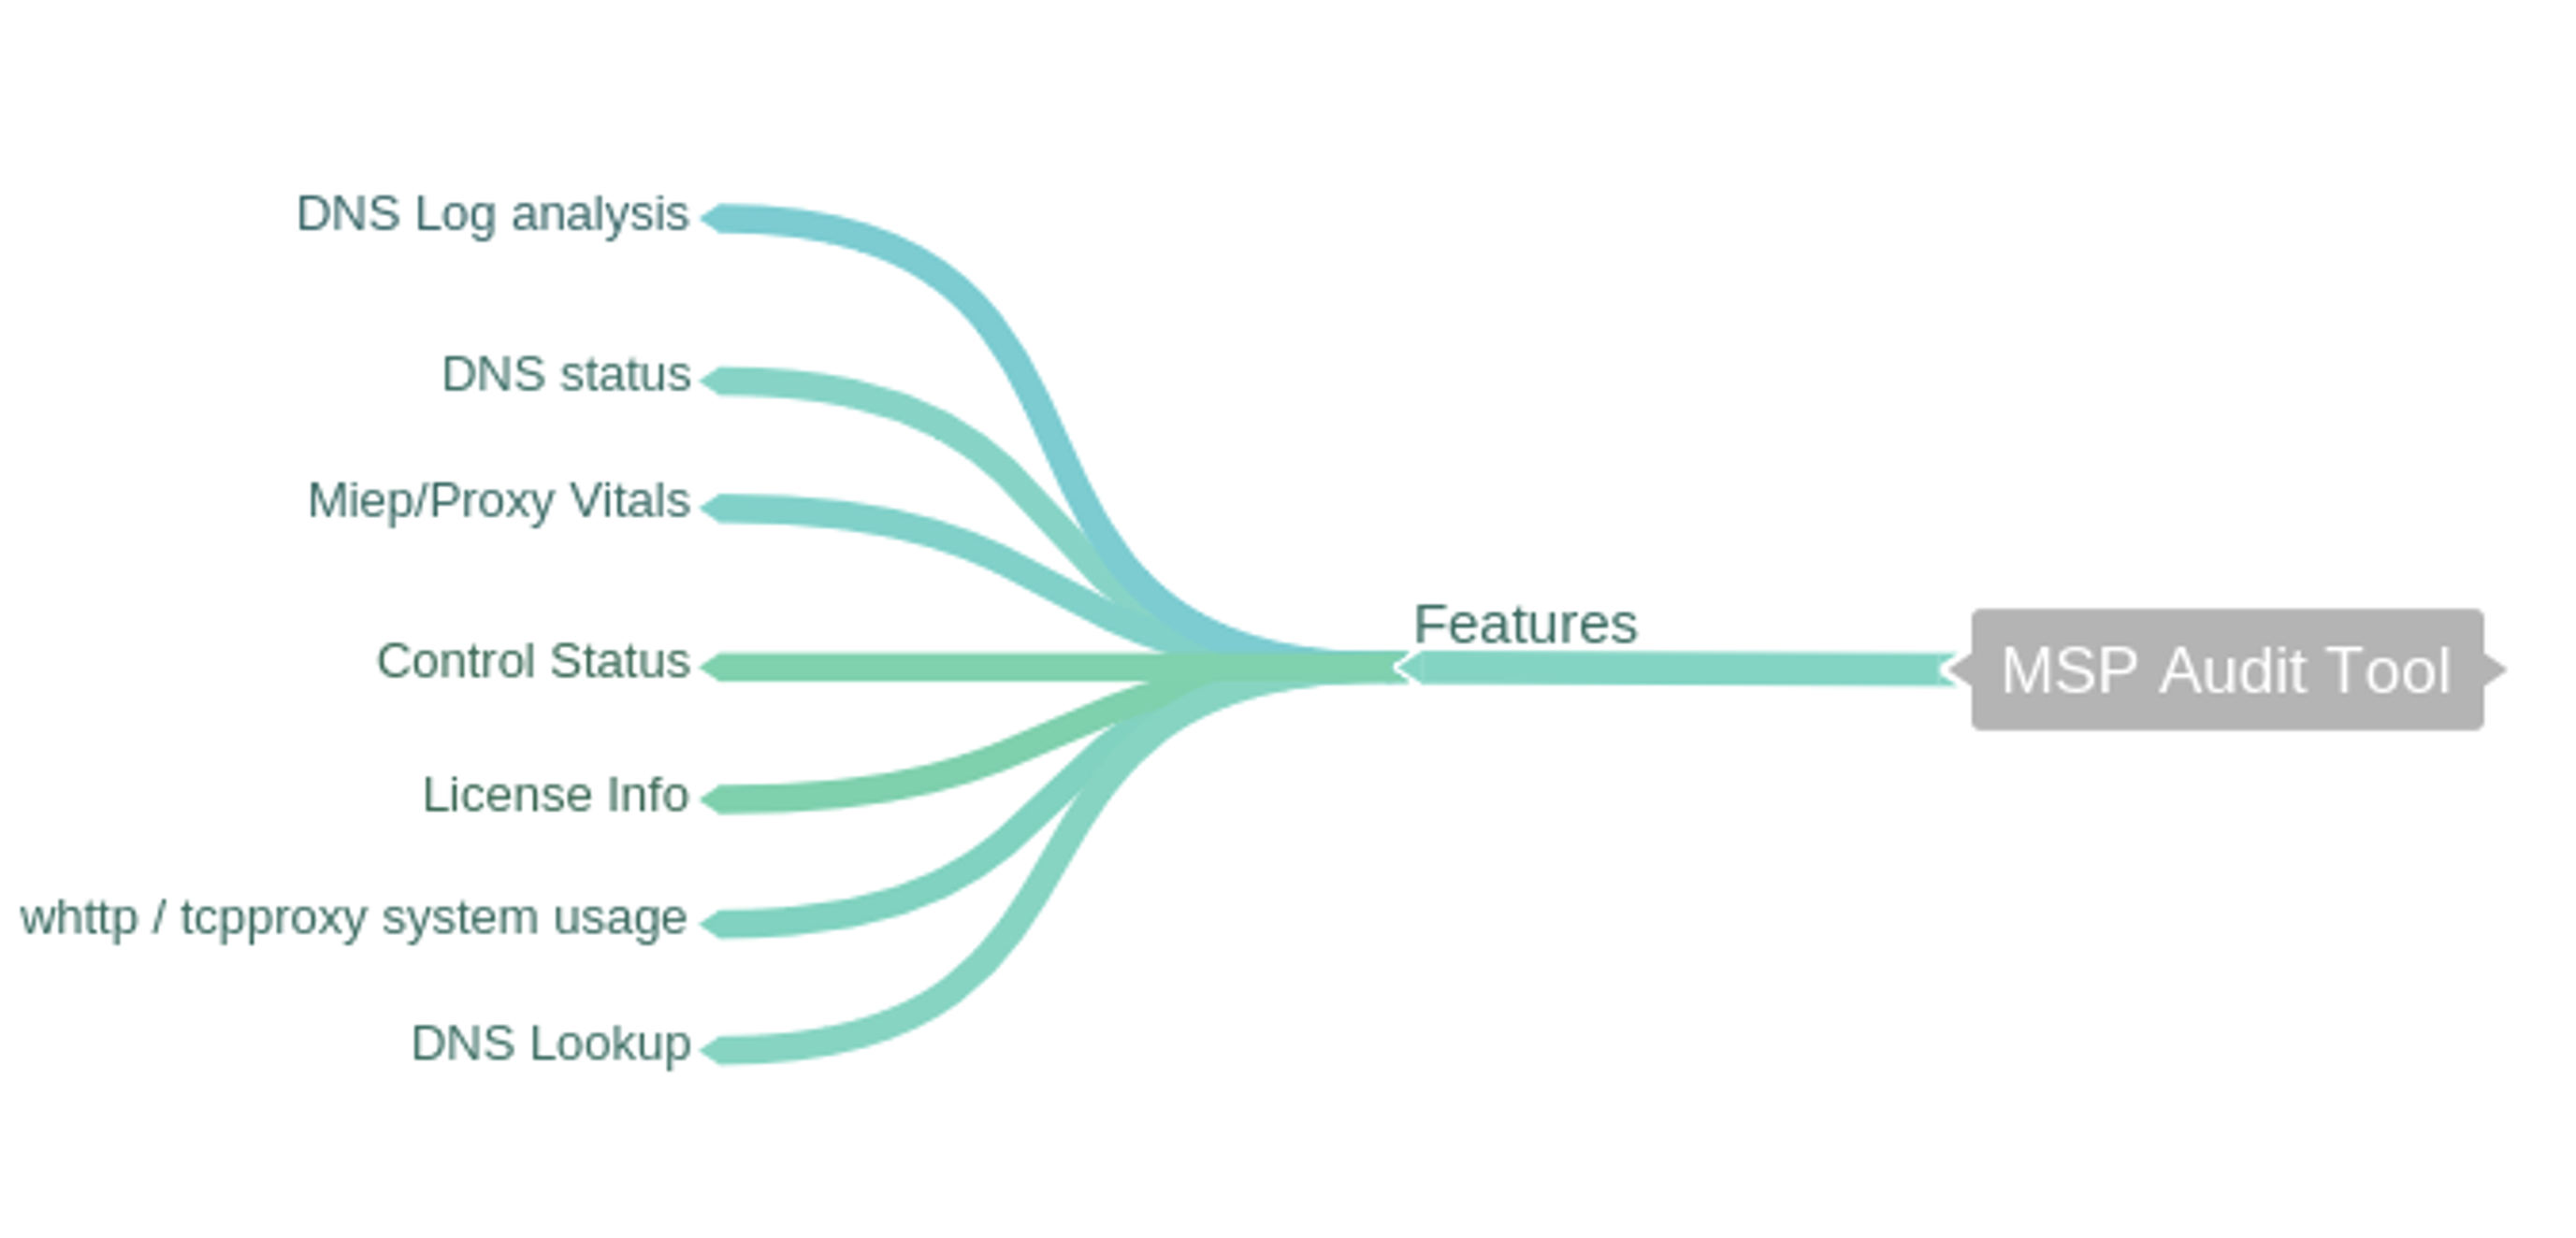 DNS Log analysis
DNS status
Miep/Proxy Vitals
Control Status
License Info
whttp / tcpproxy system usage
DNS Lookup
Features
MSP Audit Tool